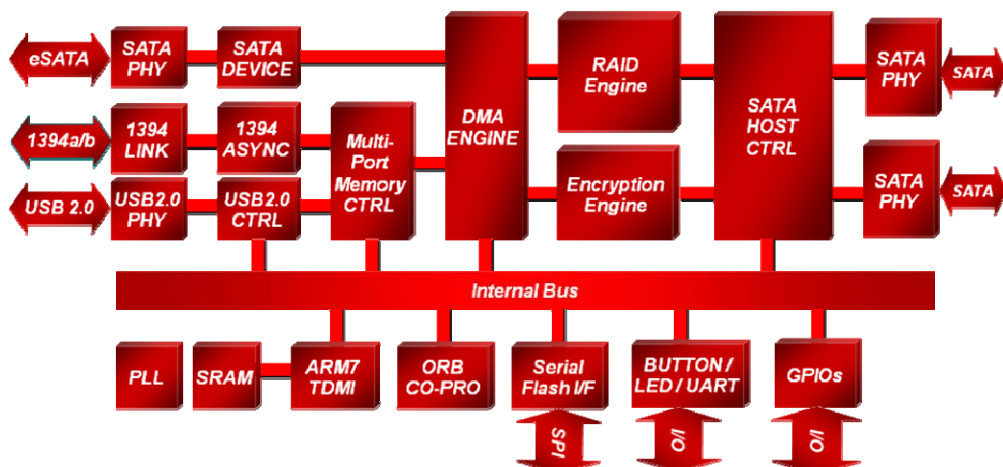 eSATA
SATA
PHY
SATA
DEVICE
1394a/b
1394
LINK
1394
ASYNC
USB 2.0
USB2.0
PHY
USB2.0
CTRL
Multi-
Port
Memory
CTRL
DMA
ENGINE
RAID
Engine
Encryption
Engine
SATA
HOST
CTRL
SATA
PHY
SATA
SATA
PHY
SATA
Internal Bus
PLL
SRAM
ARM7
TDMI
ORB
CO-PRO
Serial
Flash I/F
BUTTON /
LED / UART
GPIOs
SPI
I/O
I/O